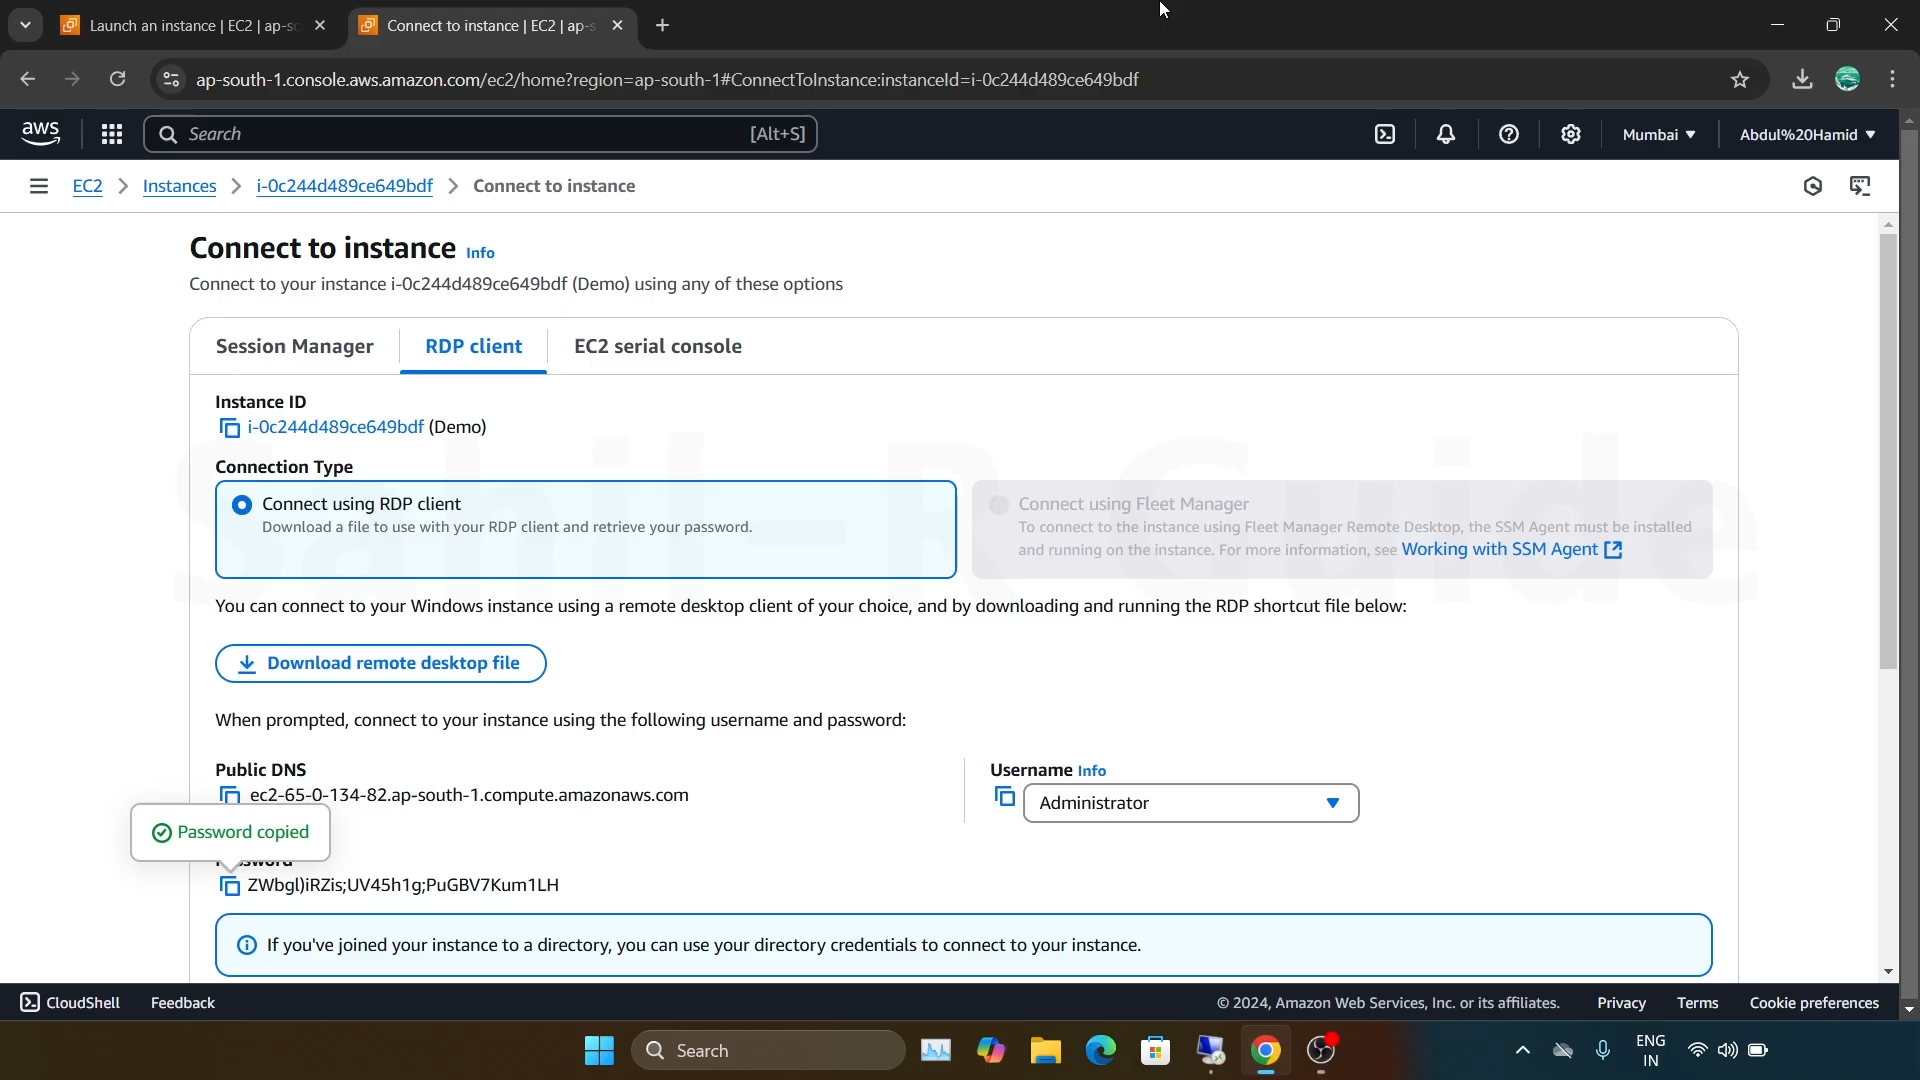 Launch an instance | EC2 | ap-s
Connect to instance | EC2 | ap-s
ap-south-1.console.aws.amazon.com/ec2/home?region=ap-south-1#ConnectToInstance:instanceId=i-0c244d489ce649bdf
aws
Search
[Alt+S]
Mumbai
Abdul%20Hamid
EC2
Instances
i-0c244d489ce649bdf
Connect to instance
Connect to instance Info
Connect to your instance i-0c244d489ce649bdf (Demo) using any of these options
Session Manager
RDP client
EC2 serial console
Instance ID
i-0c244d489ce649bdf (Demo)
Connection Type
Connect using RDP client
Download a file to use with your RDP client and retrieve your password.
Connect using Fleet Manager
To connect to the instance using Fleet Manager Remote Desktop, the SSM Agent must be installed
and running on the instance. For more information, see Working with SSM Agent
Sahil-R Guide
You can connect to your Windows instance using a remote desktop client of your choice, and by downloading and running the RDP shortcut file below:
Download remote desktop file
When prompted, connect to your instance using the following username and password:
Public DNS
ec2-65-0-134-82.ap-south-1.compute.amazonaws.com
Username Info
Administrator
Password copied
ZWbgl)iRZis;UV45h1g;PuGBV7Kum1LH
If you've joined your instance to a directory, you can use your directory credentials to connect to your instance.
CloudShell
Feedback
© 2024, Amazon Web Services, Inc. or its affiliates.
Privacy
Terms
Cookie preferences
Search
ENG
IN